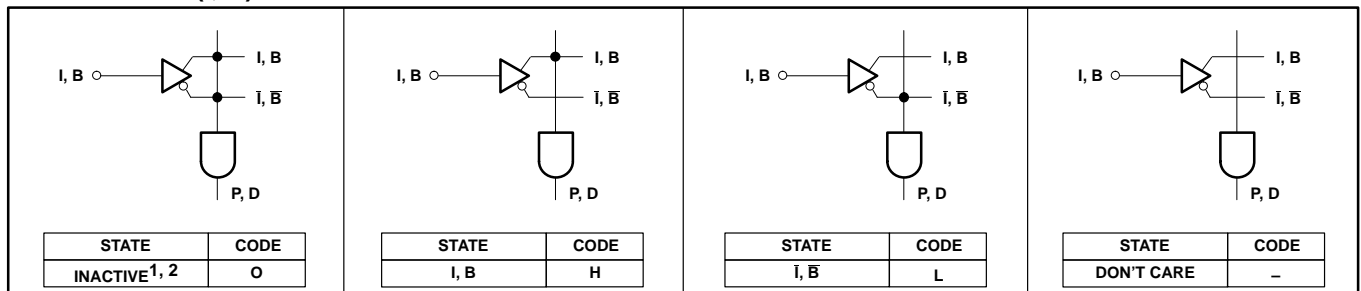 I, B
I, B
Ī, B̅
P, D
STATE CODE
INACTIVE1, 2 O
I, B
I, B
Ī, B̅
P, D
STATE CODE
I, B H
I, B
I, B
Ī, B̅
P, D
STATE CODE
Ī, B̅ L
I, B
I, B
Ī, B̅
P, D
STATE CODE
DON'T CARE –